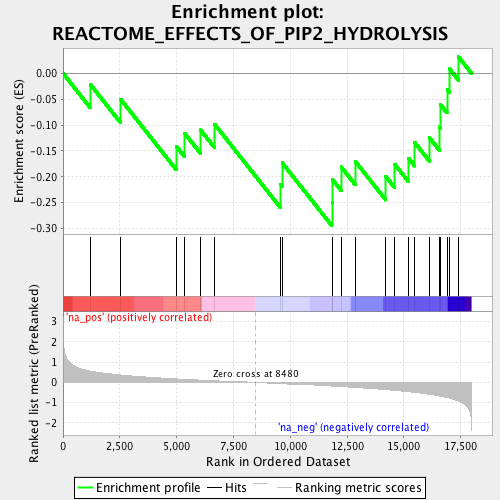 Enrichment plot:
REACTOME_EFFECTS_OF_PIP2_HYDROLYSIS
Enrichment score (ES)
0.00
-0.05
-0.10
-0.15
-0.20
-0.25
-0.30
'na_pos' (positively correlated)
Ranked list metric (PreRanked)
3
2
1
0
-1
-2
Zero cross at 8480
'na_neg' (negatively correlated)
0 2,500 5,000 7,500 10,000 12,500 15,000 17,500
Rank in Ordered Dataset
Enrichment profile Hits Ranking metric scores